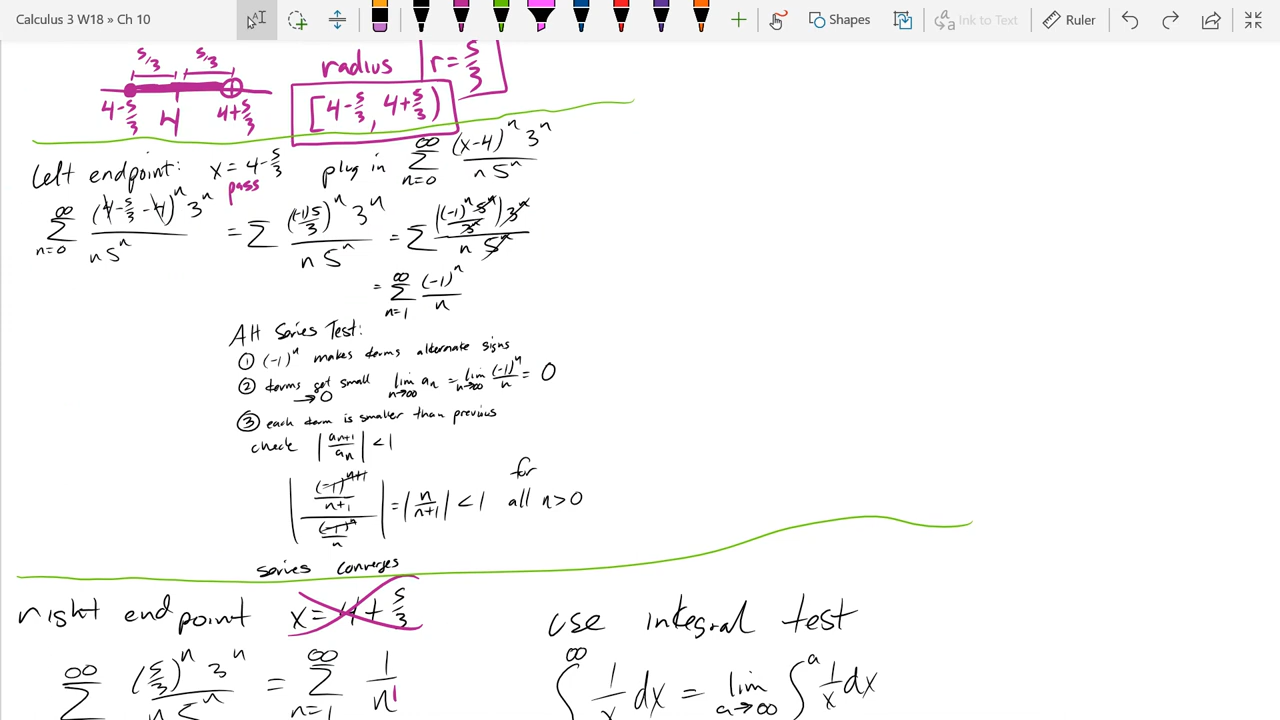 Calculus 3 W18 » Ch 10
Shapes
Ink to Text
Ruler
5/3 5/3
4-5/3 4 4+5/3
radius r=5/3
[4-5/3, 4+5/3)
Left endpoint: x=4-5/3 plug in ∑_{n=0}^{∞} (x-4)^n 3^n / n 5^n
pass
∑_{n=0}^{∞} (4-5/3-4)^n 3^n / n 5^n = ∑ ((-1)5/3)^n 3^n / n 5^n = ∑ ((-1)^n 5^n / 3^n) 3^n / n 5^n
= ∑_{n=1}^{∞} (-1)^n / n
Alt Series Test:
① (-1)^n makes terms alternate signs
② terms get small lim_{n→∞} a_n = lim_{n→∞} (-1)^n / n = 0
→0
③ each term is smaller than previous
check |a_{n+1} / a_n| < 1
|((-1)^{n+1} / n+1) / ((-1)^n / n)| = |n / n+1| < 1 for all n>0
series converges
right endpoint x=4+5/3
use integral test
∑^{∞} (5/3)^n 3^n / n 5^n = ∑_{n=1}^{∞} 1 / n^1
∫^{∞} 1/x dx = lim_{a→∞} ∫^{a} 1/x dx